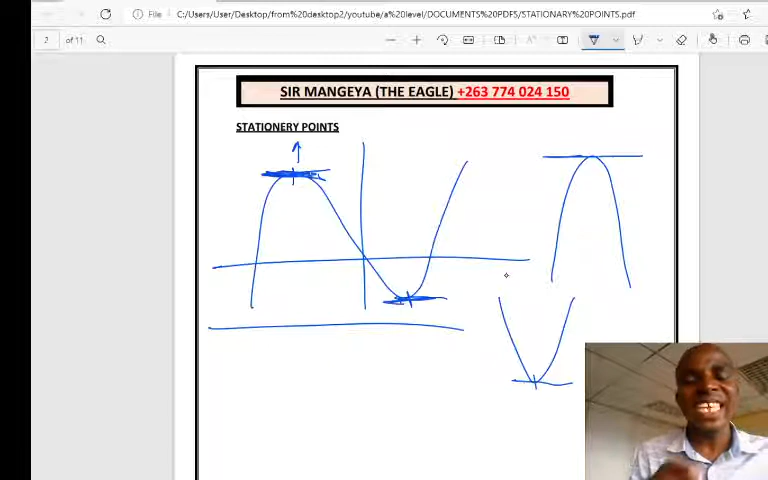 File
C:/Users/User/Desktop/from%20desktop2/youtube/a%20level/DOCUMENTS%20PDFS/STATIONARY%20POINTS.pdf
2 of 11
SIR MANGEYA (THE EAGLE) +263 774 024 150
STATIONERY POINTS